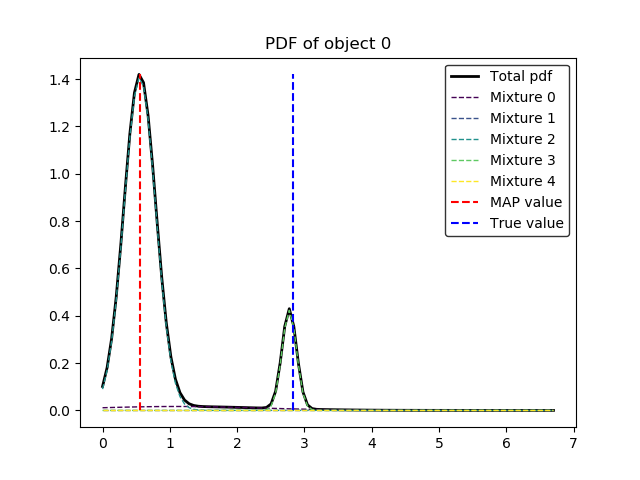 PDF of object 0
1.4
1.2
1.0
0.8
0.6
0.4
0.2
0.0
Total pdf
Mixture 0
Mixture 1
Mixture 2
Mixture 3
Mixture 4
MAP value
True value
0 1 2 3 4 5 6 7